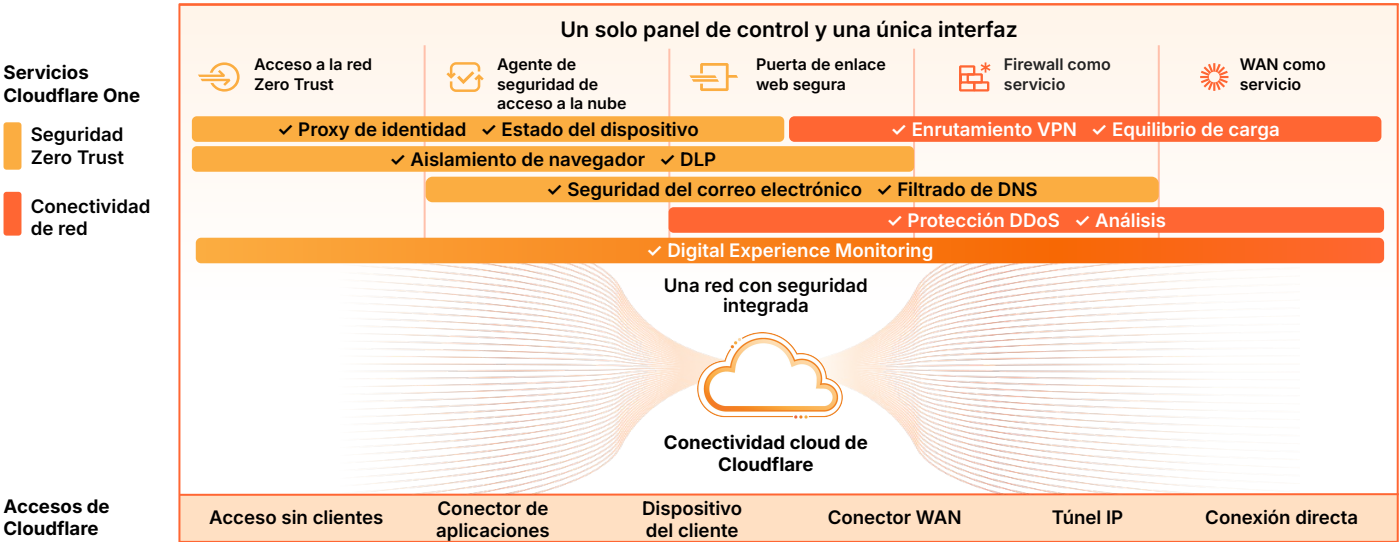 Un solo panel de control y una única interfaz
Servicios
Cloudflare One
Acceso a la red
Zero Trust
Agente de
seguridad de
acceso a la nube
Puerta de enlace
web segura
Firewall como
servicio
WAN como
servicio
Seguridad
Zero Trust
Conectividad
de red
✓ Proxy de identidad ✓ Estado del dispositivo
✓ Enrutamiento VPN ✓ Equilibrio de carga
✓ Aislamiento de navegador ✓ DLP
✓ Seguridad del correo electrónico ✓ Filtrado de DNS
✓ Protección DDoS ✓ Análisis
✓ Digital Experience Monitoring
Una red con seguridad
integrada
Conectividad cloud de
Cloudflare
Accesos de
Cloudflare
Acceso sin clientes
Conector de
aplicaciones
Dispositivo
del cliente
Conector WAN
Túnel IP
Conexión directa